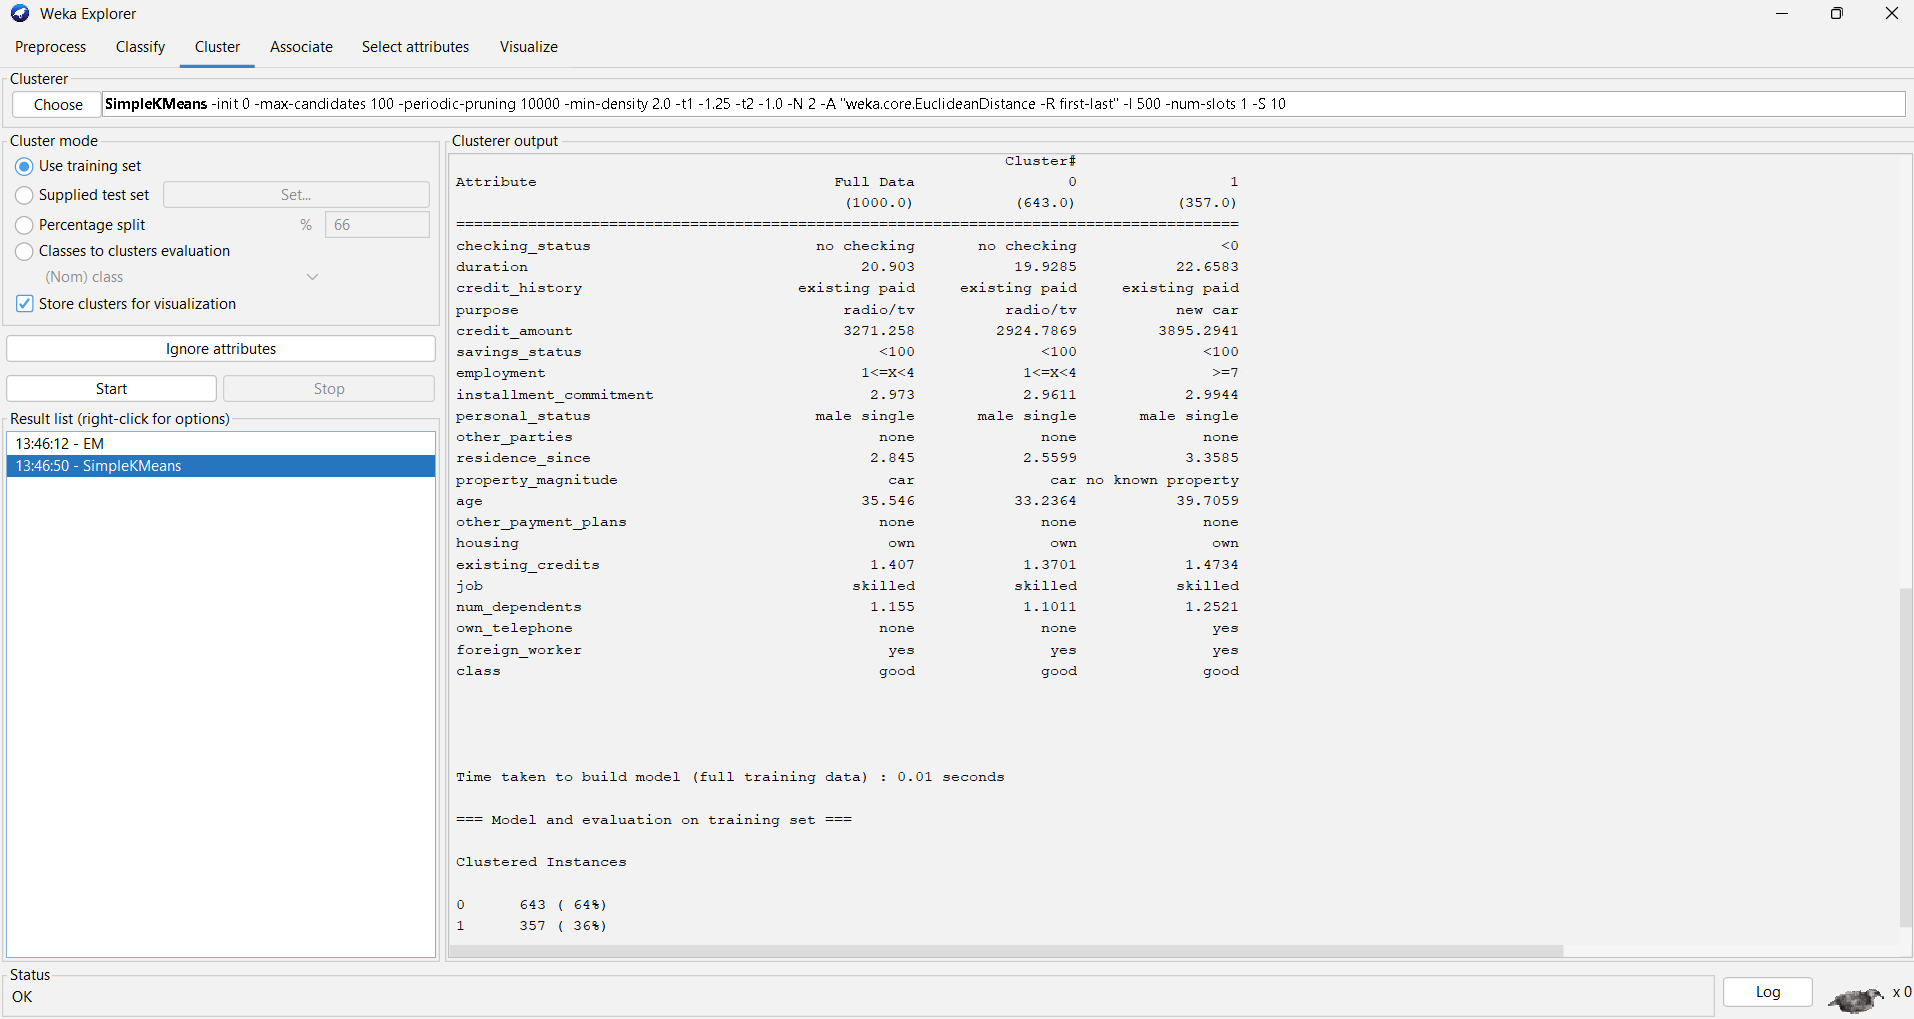 Weka Explorer
Preprocess Classify Cluster Associate Select attributes Visualize
Clusterer
Choose SimpleKMeans -init 0 -max-candidates 100 -periodic-pruning 10000 -min-density 2.0 -t1 -1.25 -t2 -1.0 -N 2 -A "weka.core.EuclideanDistance -R first-last" -I 500 -num-slots 1 -S 10
Cluster mode
Use training set
Supplied test set Set...
Percentage split % 66
Classes to clusters evaluation
(Nom) class
Store clusters for visualization
Ignore attributes
Start Stop
Result list (right-click for options)
13:46:12 - EM
13:46:50 - SimpleKMeans
Clusterer output
Cluster#
Attribute Full Data 0 1
(1000.0) (643.0) (357.0)
=======================================================================================
checking_status no checking no checking <0
duration 20.903 19.9285 22.6583
credit_history existing paid existing paid existing paid
purpose radio/tv radio/tv new car
credit_amount 3271.258 2924.7869 3895.2941
savings_status <100 <100 <100
employment 1<=X<4 1<=X<4 >=7
installment_commitment 2.973 2.9611 2.9944
personal_status male single male single male single
other_parties none none none
residence_since 2.845 2.5599 3.3585
property_magnitude car car no known property
age 35.546 33.2364 39.7059
other_payment_plans none none none
housing own own own
existing_credits 1.407 1.3701 1.4734
job skilled skilled skilled
num_dependents 1.155 1.1011 1.2521
own_telephone none none yes
foreign_worker yes yes yes
class good good good
Time taken to build model (full training data) : 0.01 seconds
=== Model and evaluation on training set ===
Clustered Instances
0 643 ( 64%)
1 357 ( 36%)
Status
OK
Log x 0